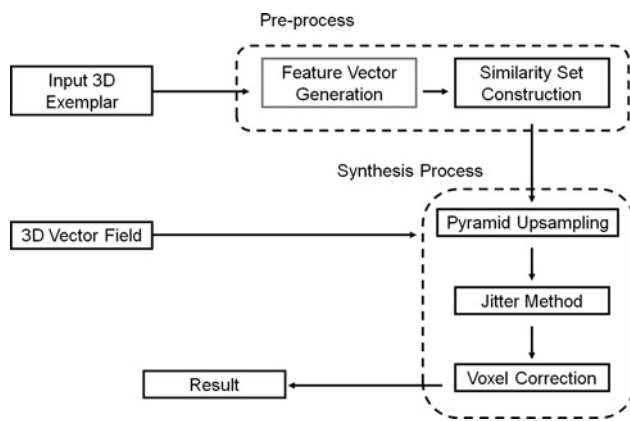 Pre-process
Input 3D
Exemplar
Feature Vector
Generation
Similarity Set
Construction
Synthesis Process
3D Vector Field
Pyramid Upsampling
Jitter Method
Voxel Correction
Result